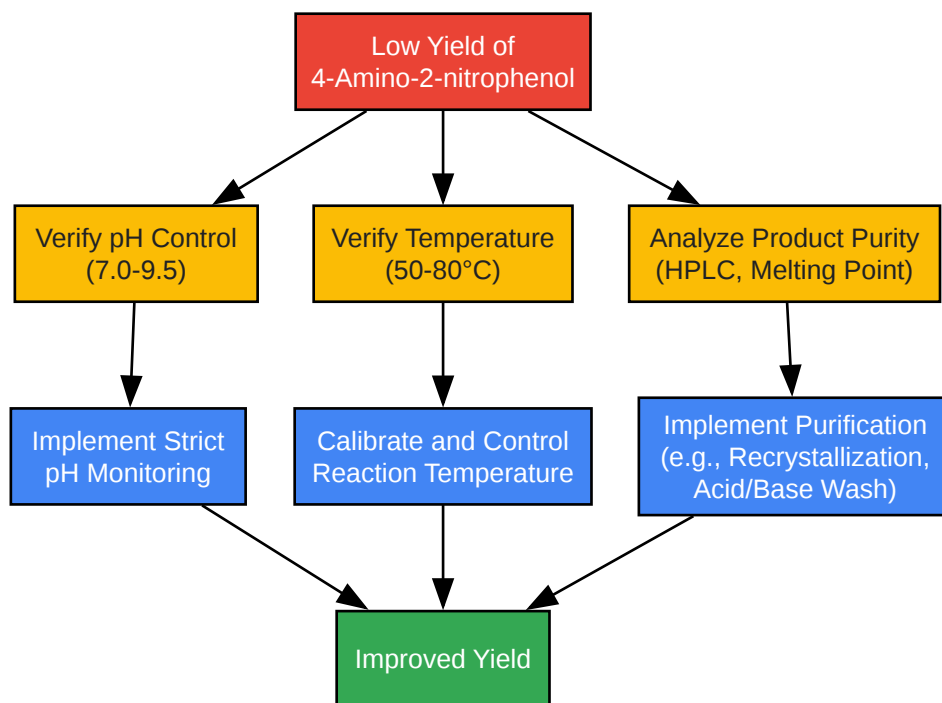 Low Yield of
4-Amino-2-nitrophenol
Verify pH Control
(7.0-9.5)
Verify Temperature
(50-80°C)
Analyze Product Purity
(HPLC, Melting Point)
Implement Strict
pH Monitoring
Calibrate and Control
Reaction Temperature
Implement Purification
(e.g., Recrystallization,
Acid/Base Wash)
Improved Yield